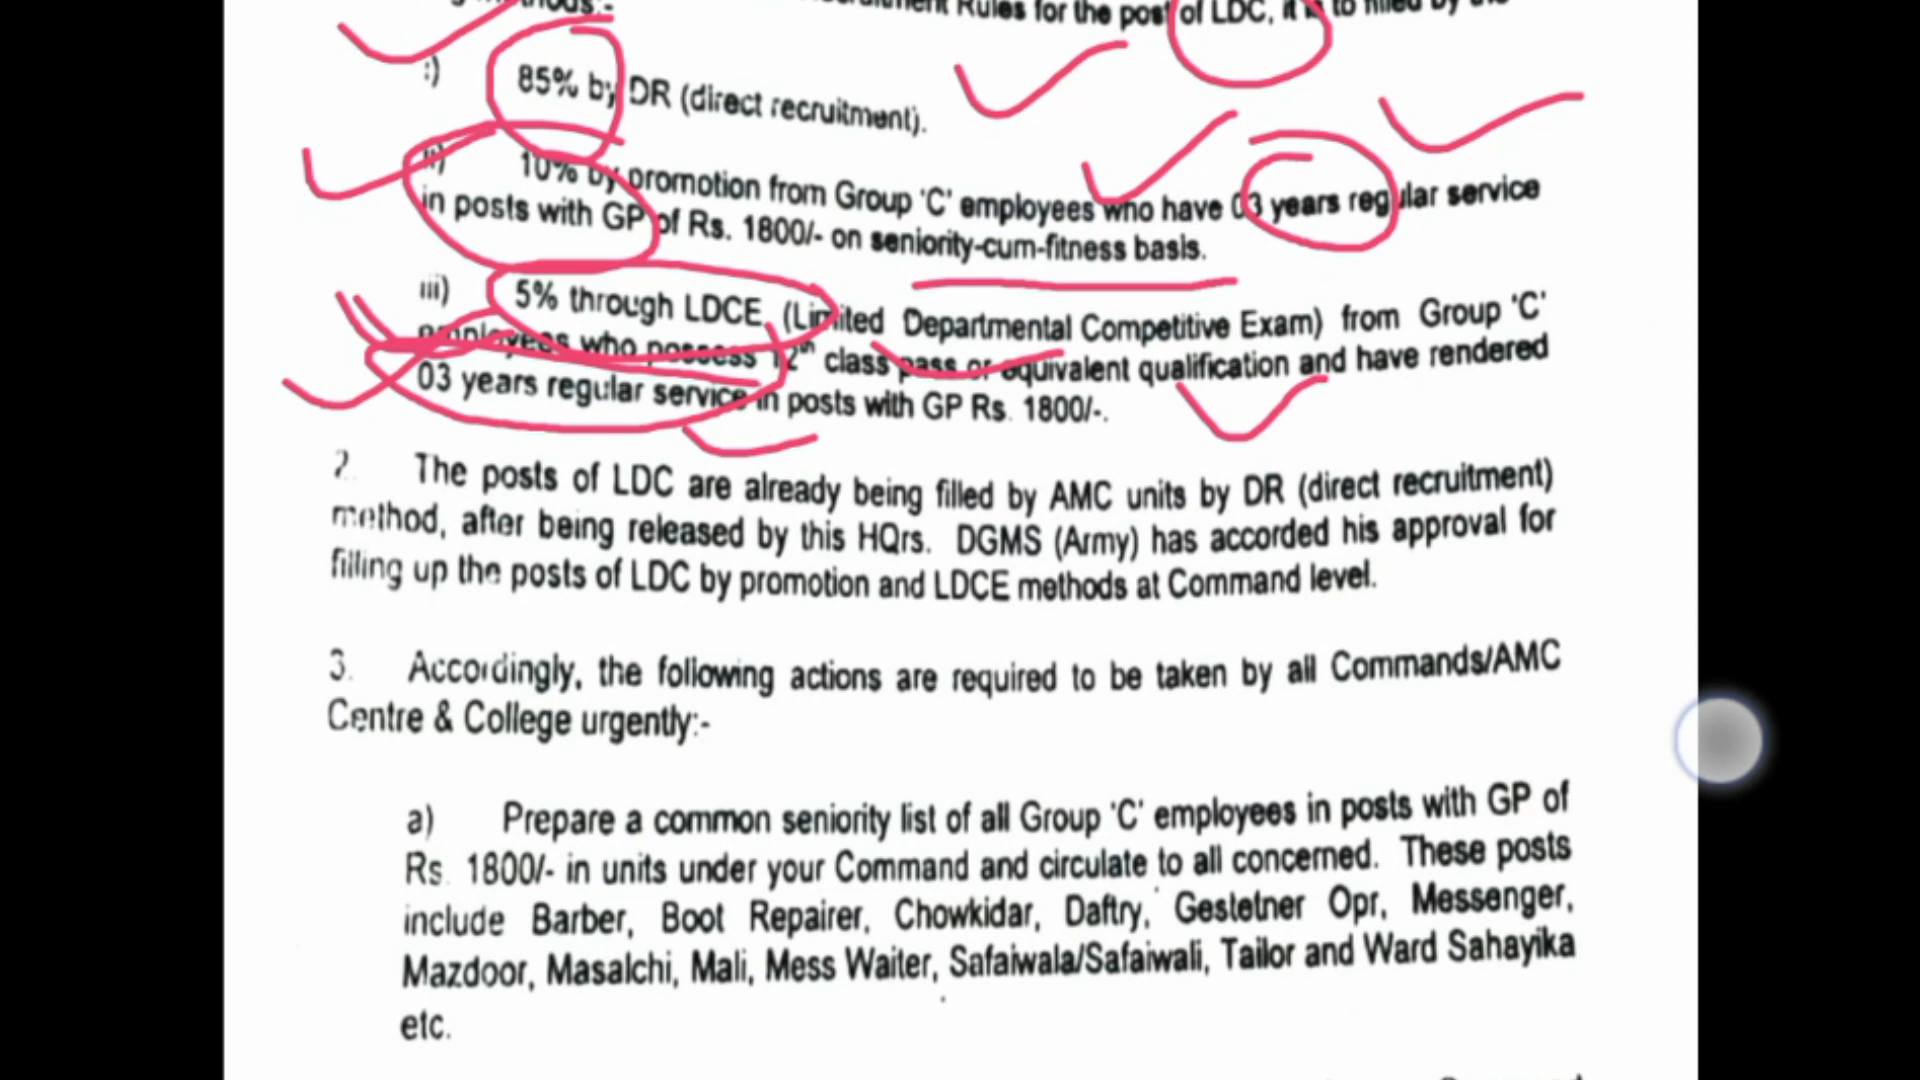 Rules for the post of LDC, it is to filled by the
85% by DR (direct recruitment).
ii) 10% by promotion from Group 'C' employees who have 03 years regular service
in posts with GP of Rs. 1800/- on seniority-cum-fitness basis.
iii) 5% through LDCE (Limited Departmental Competitive Exam) from Group 'C'
employees who possess 12th class pass or equivalent qualification and have rendered
03 years regular service in posts with GP Rs. 1800/-.
2. The posts of LDC are already being filled by AMC units by DR (direct recruitment)
method, after being released by this HQrs. DGMS (Army) has accorded his approval for
filling up the posts of LDC by promotion and LDCE methods at Command level.
3. Accordingly, the following actions are required to be taken by all Commands/AMC
Centre & College urgently:-
a) Prepare a common seniority list of all Group 'C' employees in posts with GP of
Rs. 1800/- in units under your Command and circulate to all concerned. These posts
include Barber, Boot Repairer, Chowkidar, Daftry, Gestetner Opr, Messenger,
Mazdoor, Masalchi, Mali, Mess Waiter, Safaiwala/Safaiwali, Tailor and Ward Sahayika
etc.